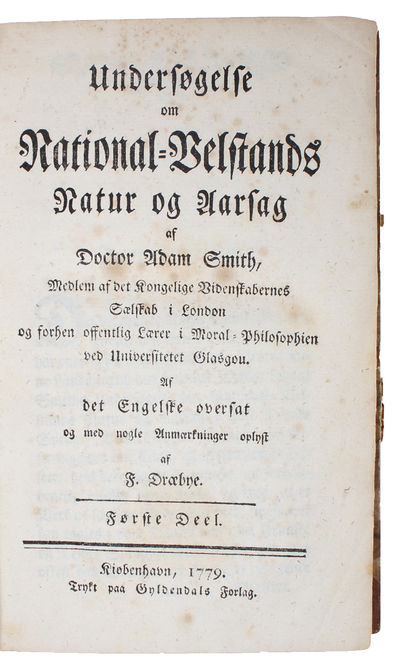 Undersøgelse
om
National-Velstands
Natur og Aarsag
af
Doctor Adam Smith,
Medlem af det Kongelige Videnskabernes
Sælskab i London
og forhen offentlig Lærer i Moral-Philosophien
ved Universitetet Glasgou.
Af
det Engelske oversat
og med nogle Anmærkninger oplyst
af
F. Dræbye.
Første Deel.
Kiøbenhavn, 1779.
Trykt paa Gyldendals Forlag.